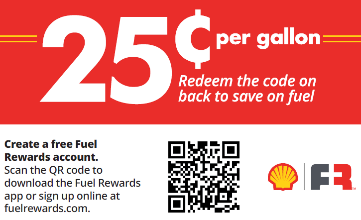 25¢ per gallon
Redeem the code on
back to save on fuel
Create a free Fuel
Rewards account.
Scan the QR code to
download the Fuel Rewards
app or sign up online at
fuelrewards.com.
FR